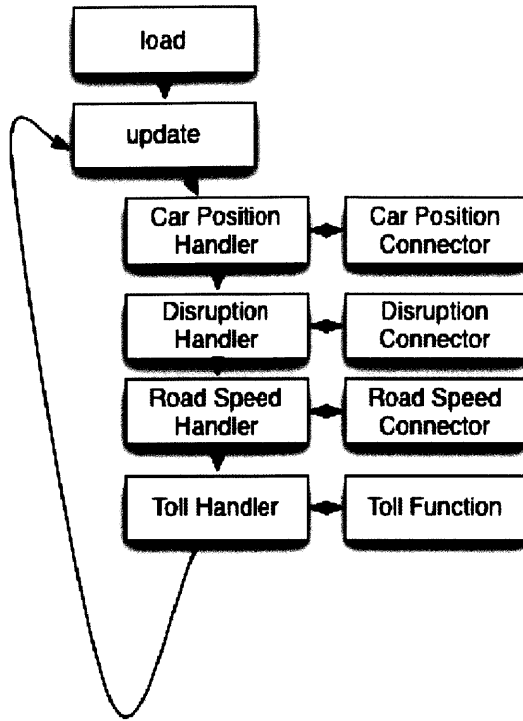 load
update
Car Position
Handler
Car Position
Connector
Disruption
Handler
Disruption
Connector
Road Speed
Handler
Road Speed
Connector
Toll Handler
Toll Function